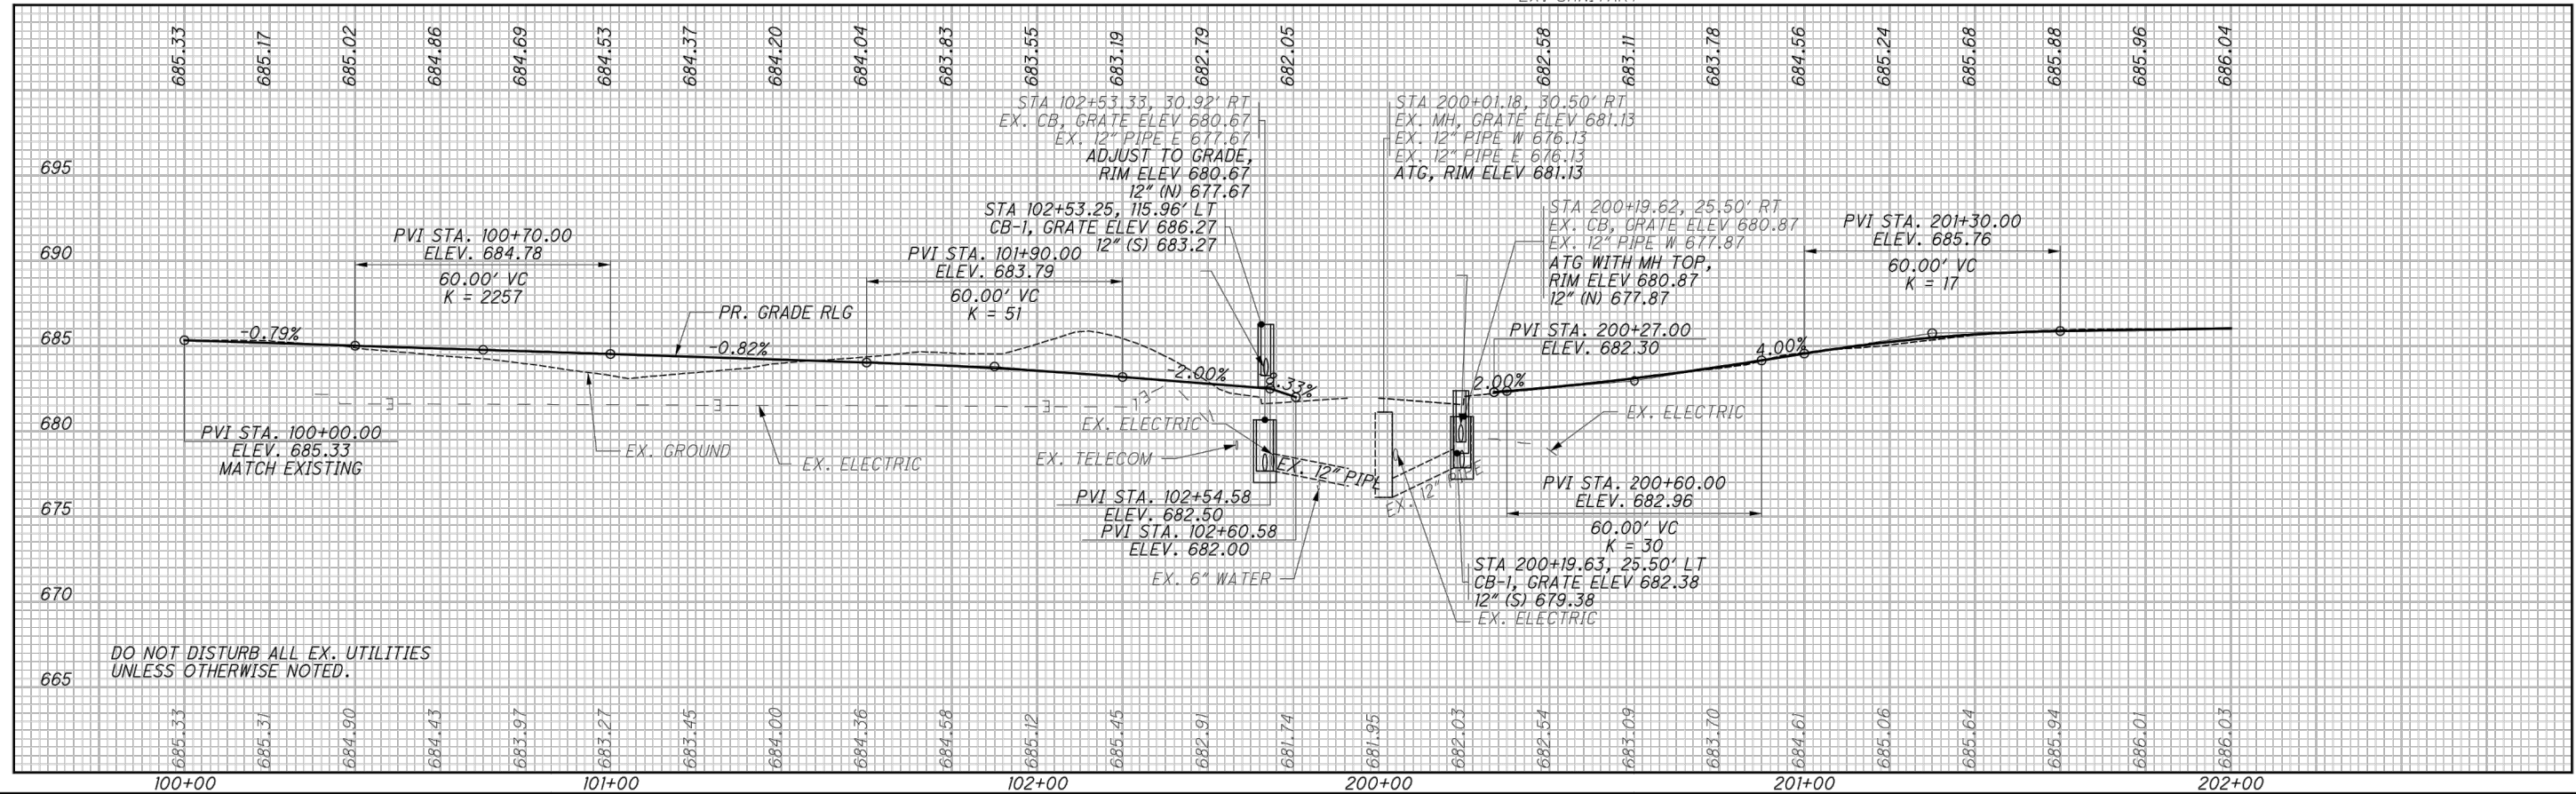 685.33 685.17 685.02 684.86 684.69 684.53 684.37 684.20 684.04 683.83 683.55 683.19 682.79 682.05 682.58 683.11 683.78 684.56 685.24 685.68 685.88 685.96 686.04
STA 102+53.33, 30.92' RT
EX. CB, GRATE ELEV 680.67
EX. 12" PIPE E 677.67
ADJUST TO GRADE,
RIM ELEV 680.67
12" (N) 677.67
STA 102+53.25, 115.96' LT
CB-1, GRATE ELEV 686.27
12" (S) 683.27
STA 200+01.18, 30.50' RT
EX. MH, GRATE ELEV 681.13
EX. 12" PIPE W 676.13
EX. 12" PIPE E 676.13
ATG, RIM ELEV 681.13
STA 200+19.62, 25.50' RT
EX. CB, GRATE ELEV 680.87
EX. 12" PIPE W 677.87
ATG WITH MH TOP,
RIM ELEV 680.87
12" (N) 677.87
695
690
685
680
675
670
665
PVI STA. 100+70.00
ELEV. 684.78
60.00' VC
K = 2257
PVI STA. 101+90.00
ELEV. 683.79
60.00' VC
K = 51
PVI STA. 201+30.00
ELEV. 685.76
60.00' VC
K = 17
PVI STA. 200+27.00
ELEV. 682.30
PR. GRADE RLG
-0.79%
-0.82%
-2.00%
2.00%
4.00%
E E E E
PVI STA. 100+00.00
ELEV. 685.33
MATCH EXISTING
EX. GROUND
EX. ELECTRIC
EX. ELECTRIC
EX. TELECOM
EX. 12" PIPE
EX. 12" PIPE
EX. ELECTRIC
PVI STA. 102+54.58
ELEV. 682.50
PVI STA. 102+60.58
ELEV. 682.00
EX. 6" WATER
PVI STA. 200+60.00
ELEV. 682.96
60.00' VC
K = 30
STA 200+19.63, 25.50' LT
CB-1, GRATE ELEV 682.38
12" (S) 679.38
EX. ELECTRIC
DO NOT DISTURB ALL EX. UTILITIES
UNLESS OTHERWISE NOTED.
685.33 685.31 684.90 684.43 683.97 683.27 683.45 684.00 684.36 684.58 685.12 685.45 682.91 681.74 681.95 682.03 682.54 683.09 683.70 684.61 685.06 685.64 685.94 686.01 686.03
100+00 101+00 102+00 200+00 201+00 202+00